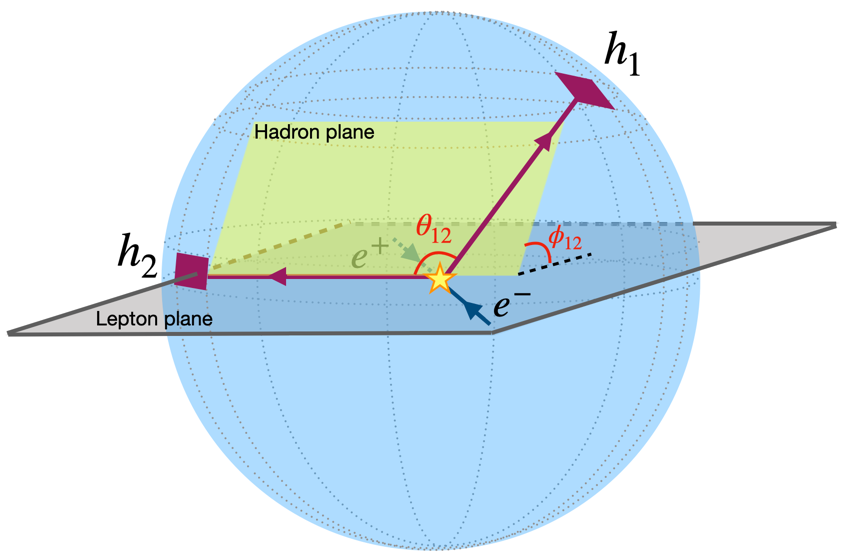 h₁
Hadron plane
θ₁₂
ϕ₁₂
h₂
e⁺
e⁻
Lepton plane